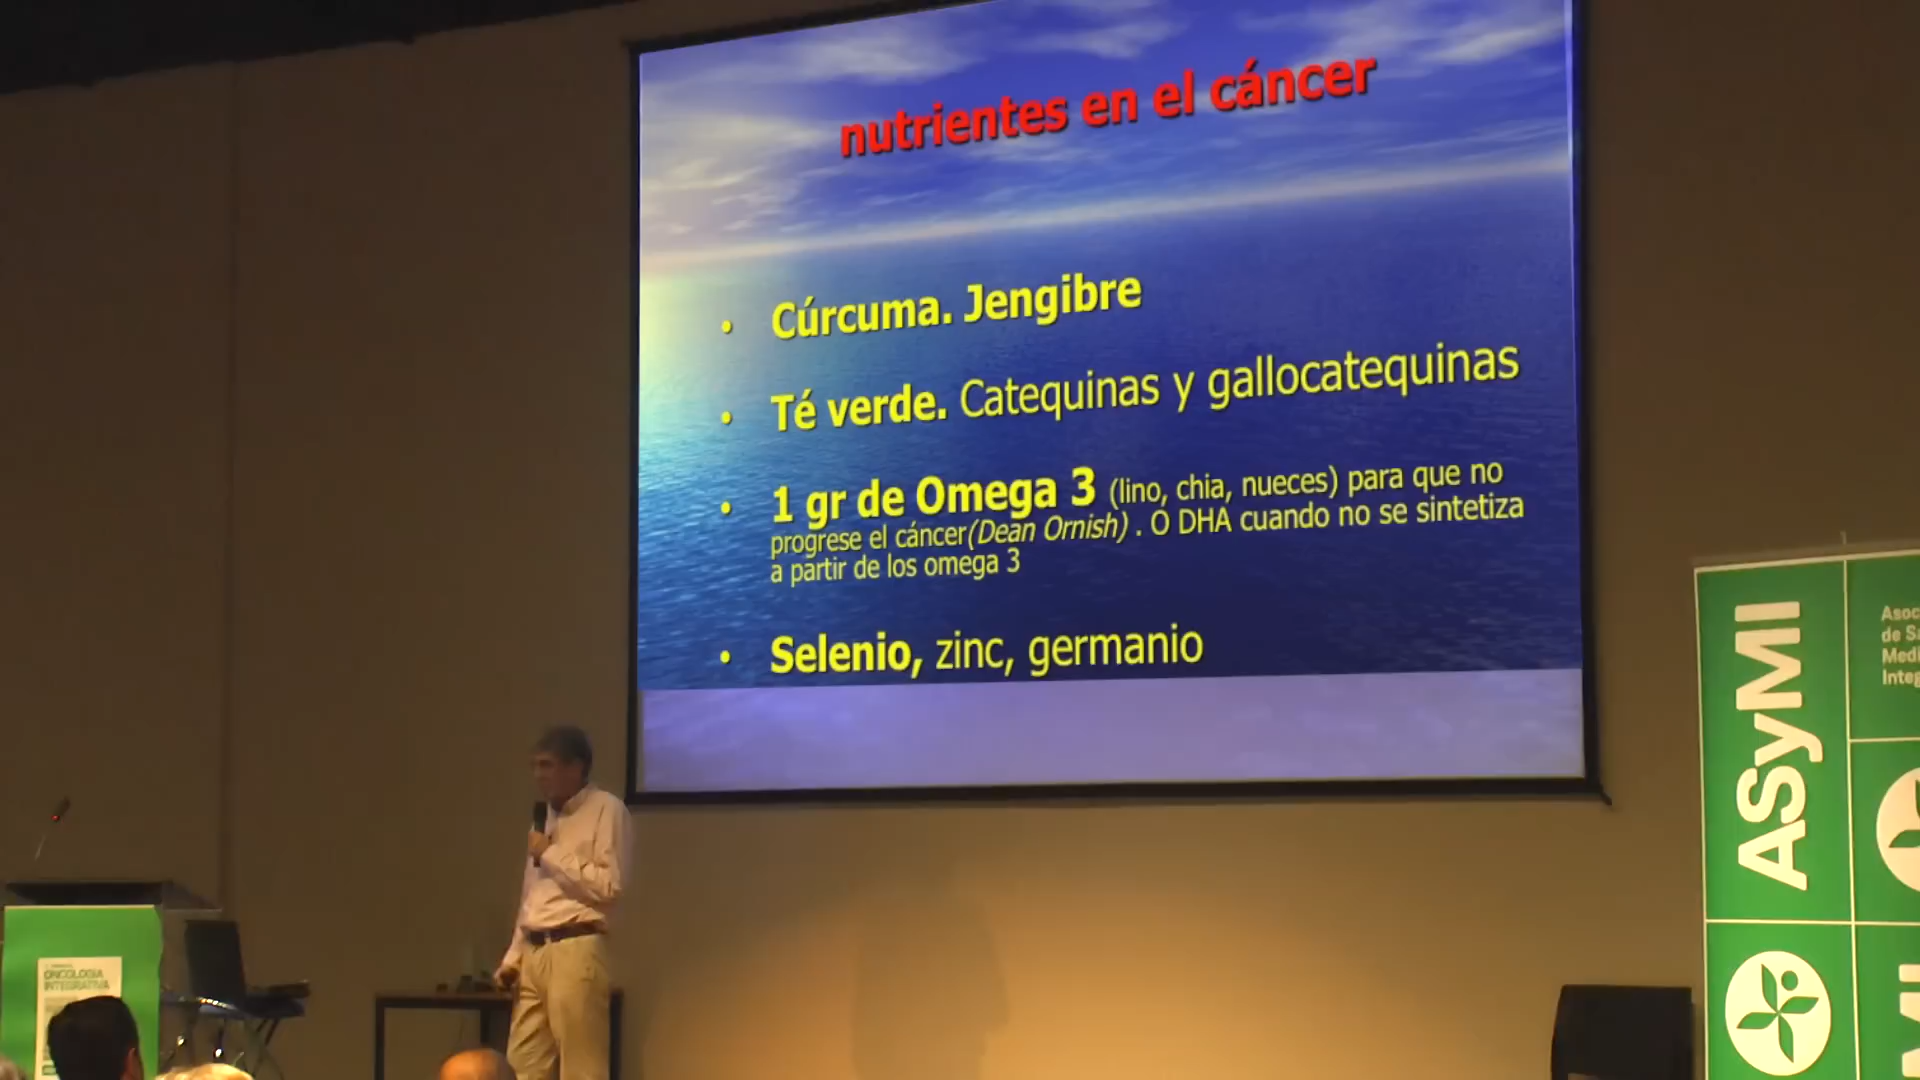 nutrientes en el cáncer
• Cúrcuma. Jengibre
• Té verde. Catequinas y gallocatequinas
• 1 gr de Omega 3 (lino, chia, nueces) para que no
progrese el cáncer(Dean Ornish) . O DHA cuando no se sintetiza
a partir de los omega 3
• Selenio, zinc, germanio
ASyMI
Asoc
de Sa
Medi
Integ
MI
ONCOLOGÍA
INTEGRATIVA